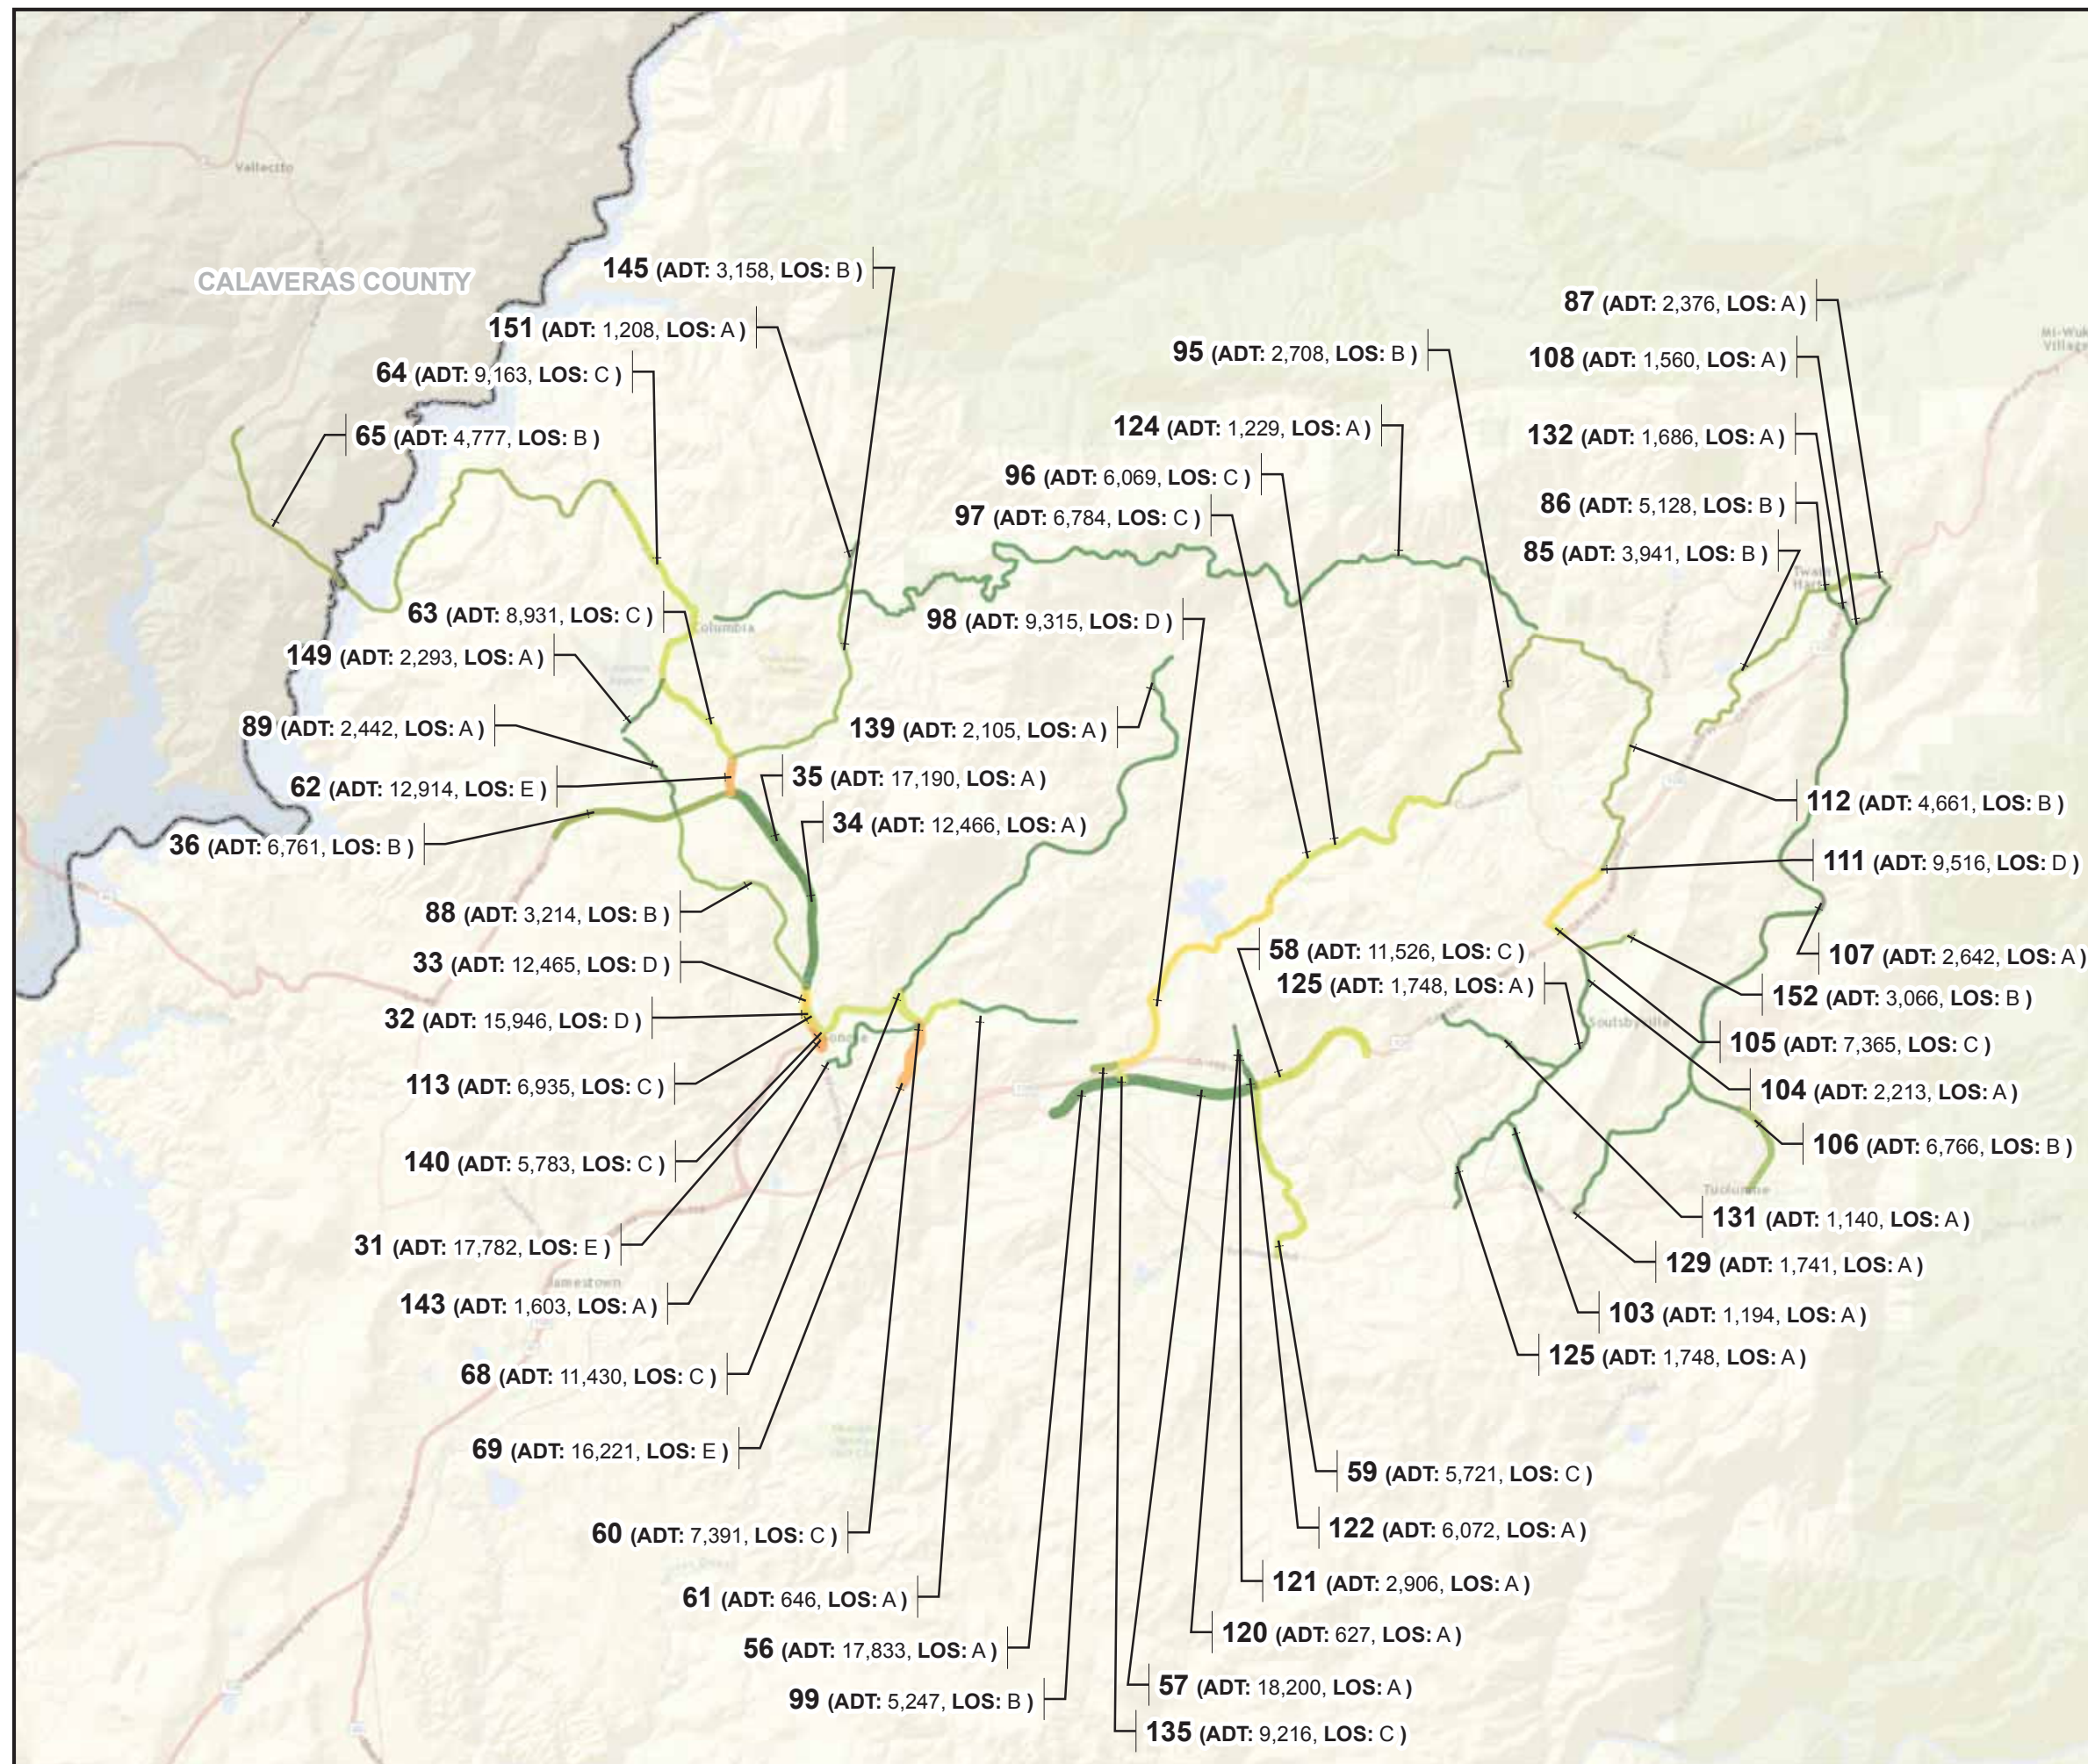 Vallecito
CALAVERAS COUNTY
145 (ADT: 3,158, LOS: B )
151 (ADT: 1,208, LOS: A )
64 (ADT: 9,163, LOS: C )
65 (ADT: 4,777, LOS: B )
87 (ADT: 2,376, LOS: A )
Mi-Wuk
Village
95 (ADT: 2,708, LOS: B )
108 (ADT: 1,560, LOS: A )
124 (ADT: 1,229, LOS: A )
132 (ADT: 1,686, LOS: A )
96 (ADT: 6,069, LOS: C )
86 (ADT: 5,128, LOS: B )
97 (ADT: 6,784, LOS: C )
85 (ADT: 3,941, LOS: B )
63 (ADT: 8,931, LOS: C )
Columbia
98 (ADT: 9,315, LOS: D )
149 (ADT: 2,293, LOS: A )
89 (ADT: 2,442, LOS: A )
139 (ADT: 2,105, LOS: A )
62 (ADT: 12,914, LOS: E )
35 (ADT: 17,190, LOS: A )
112 (ADT: 4,661, LOS: B )
34 (ADT: 12,466, LOS: A )
36 (ADT: 6,761, LOS: B )
111 (ADT: 9,516, LOS: D )
88 (ADT: 3,214, LOS: B )
58 (ADT: 11,526, LOS: C )
107 (ADT: 2,642, LOS: A )
33 (ADT: 12,465, LOS: D )
125 (ADT: 1,748, LOS: A )
152 (ADT: 3,066, LOS: B )
32 (ADT: 15,946, LOS: D )
Soulsbyville
105 (ADT: 7,365, LOS: C )
113 (ADT: 6,935, LOS: C )
104 (ADT: 2,213, LOS: A )
140 (ADT: 5,783, LOS: C )
106 (ADT: 6,766, LOS: B )
Tuolumne
131 (ADT: 1,140, LOS: A )
31 (ADT: 17,782, LOS: E )
129 (ADT: 1,741, LOS: A )
Jamestown
143 (ADT: 1,603, LOS: A )
103 (ADT: 1,194, LOS: A )
125 (ADT: 1,748, LOS: A )
68 (ADT: 11,430, LOS: C )
69 (ADT: 16,221, LOS: E )
59 (ADT: 5,721, LOS: C )
60 (ADT: 7,391, LOS: C )
122 (ADT: 6,072, LOS: A )
61 (ADT: 646, LOS: A )
121 (ADT: 2,906, LOS: A )
120 (ADT: 627, LOS: A )
56 (ADT: 17,833, LOS: A )
57 (ADT: 18,200, LOS: A )
99 (ADT: 5,247, LOS: B )
135 (ADT: 9,216, LOS: C )